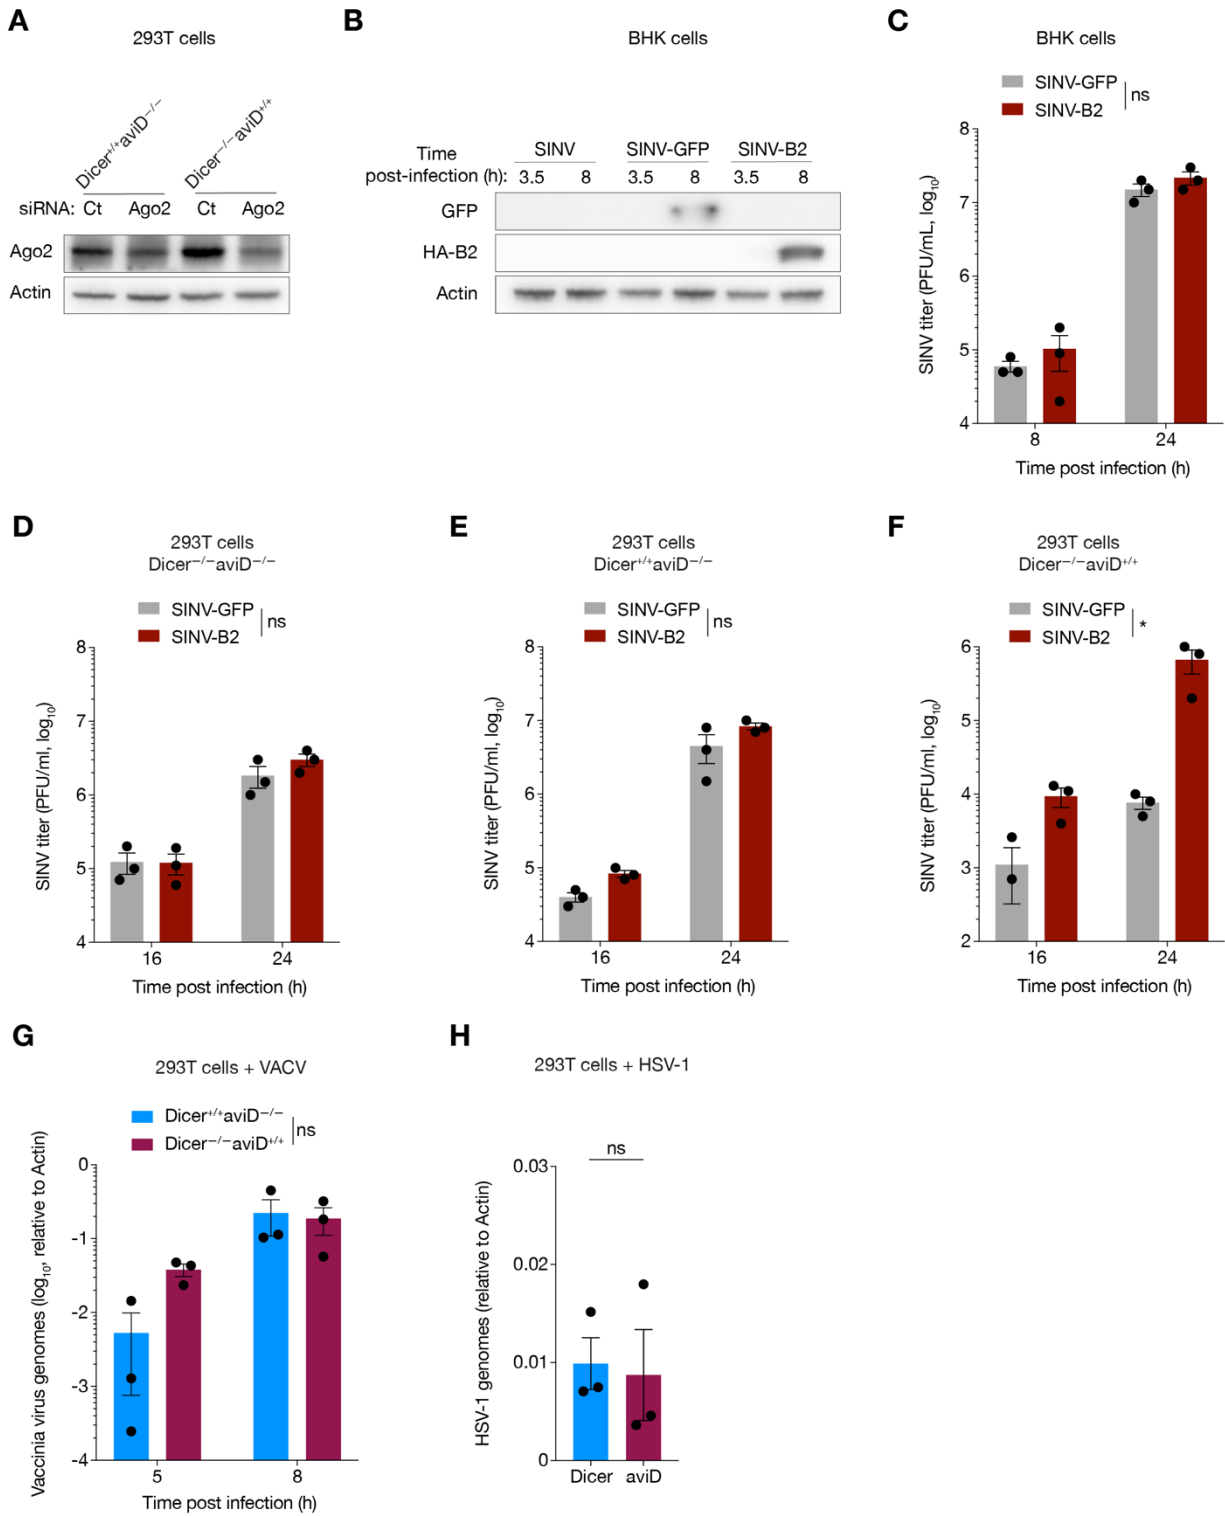 A
293T cells
Dicer⁺/⁺aviD⁻/⁻
Dicer⁻/⁻aviD⁺/⁺
siRNA: Ct Ago2 Ct Ago2
Ago2
Actin
B
BHK cells
Time
post-infection (h):
SINV SINV-GFP SINV-B2
3.5 8 3.5 8 3.5 8
GFP
HA-B2
Actin
C
BHK cells
SINV-GFP
SINV-B2
ns
SINV titer (PFU/mL, log₁₀)
8
7
6
5
4
8 24
Time post infection (h)
D
293T cells
Dicer⁻/⁻aviD⁻/⁻
SINV-GFP
SINV-B2
ns
SINV titer (PFU/ml, log₁₀)
8
7
6
5
4
16 24
Time post infection (h)
E
293T cells
Dicer⁺/⁺aviD⁻/⁻
SINV-GFP
SINV-B2
ns
SINV titer (PFU/ml, log₁₀)
8
7
6
5
4
16 24
Time post infection (h)
F
293T cells
Dicer⁻/⁻aviD⁺/⁺
SINV-GFP
SINV-B2
*
SINV titer (PFU/ml, log₁₀)
6
5
4
3
2
16 24
Time post infection (h)
G
293T cells + VACV
Dicer⁺/⁺aviD⁻/⁻
Dicer⁻/⁻aviD⁺/⁺
ns
Vaccinia virus genomes (log₁₀, relative to Actin)
0
-1
-2
-3
-4
5 8
Time post infection (h)
H
293T cells + HSV-1
ns
HSV-1 genomes (relative to Actin)
0.03
0.02
0.01
0
Dicer aviD